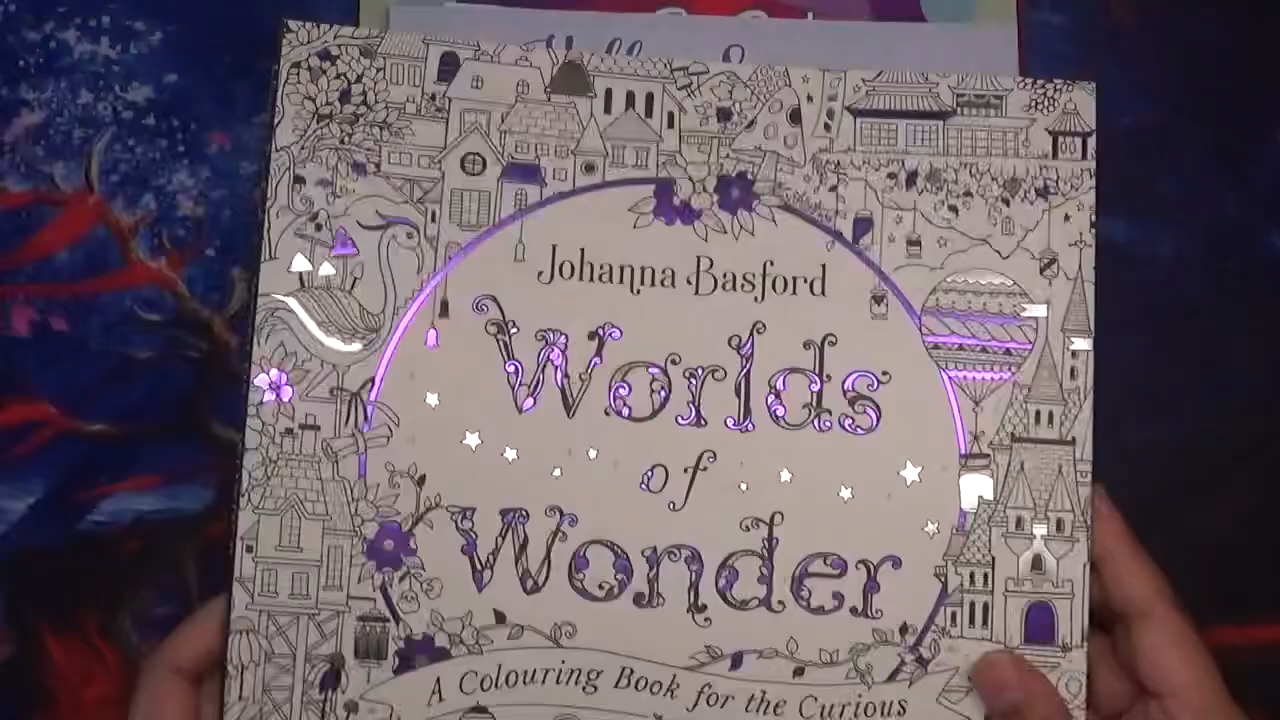 Johanna Basford
Worlds
of
Wonder
A Colouring Book for the Curious